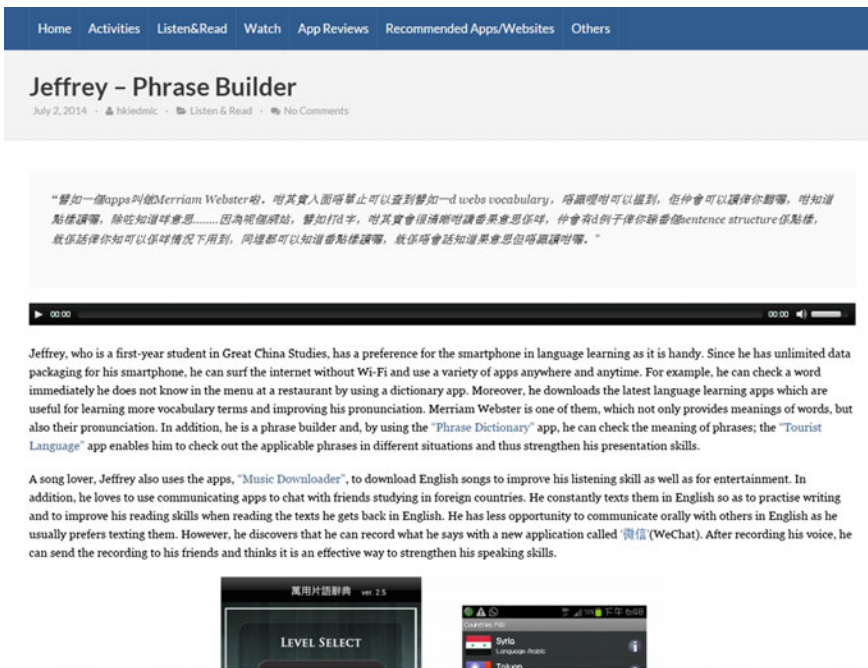 Home Activities Listen&Read Watch App Reviews Recommended Apps/Websites Others
Jeffrey – Phrase Builder
July 2, 2014 · hkiedmlc · Listen & Read · No Comments
“譬如一個apps叫做Merriam Webster啦，咁其實入面唔單止可以查到譬如一d webs vocabulary，唔識嘅咁可以搵到，佢仲會可以讀俾你聽囉，咁知道
點樣讀囉，除咗知道咩意思........因為呢個網站，譬如打d字，咁其實會很清晰咁講番果意思係咩，仲會有d例子俾你睇番個sentence structure係點樣，
就係話俾你知可以係咩情況下用到，同埋都可以知道番點樣讀囉，就係唔會話知道果意思但唔識讀咁囉。”
00:00 00:00
Jeffrey, who is a first-year student in Great China Studies, has a preference for the smartphone in language learning as it is handy. Since he has unlimited data
packaging for his smartphone, he can surf the internet without Wi-Fi and use a variety of apps anywhere and anytime. For example, he can check a word
immediately he does not know in the menu at a restaurant by using a dictionary app. Moreover, he downloads the latest language learning apps which are
useful for learning more vocabulary terms and improving his pronunciation. Merriam Webster is one of them, which not only provides meanings of words, but
also their pronunciation. In addition, he is a phrase builder and, by using the "Phrase Dictionary" app, he can check the meaning of phrases; the "Tourist
Language" app enables him to check out the applicable phrases in different situations and thus strengthen his presentation skills.
A song lover, Jeffrey also uses the apps, "Music Downloader", to download English songs to improve his listening skill as well as for entertainment. In
addition, he loves to use communicating apps to chat with friends studying in foreign countries. He constantly texts them in English so as to practise writing
and to improve his reading skills when reading the texts he gets back in English. He has less opportunity to communicate orally with others in English as he
usually prefers texting them. However, he discovers that he can record what he says with a new application called '微信'(WeChat). After recording his voice, he
can send the recording to his friends and thinks it is an effective way to strengthen his speaking skills.
萬用片語辭典 ver. 2.5
LEVEL SELECT
下午 6:58
Syria
Language Arabic